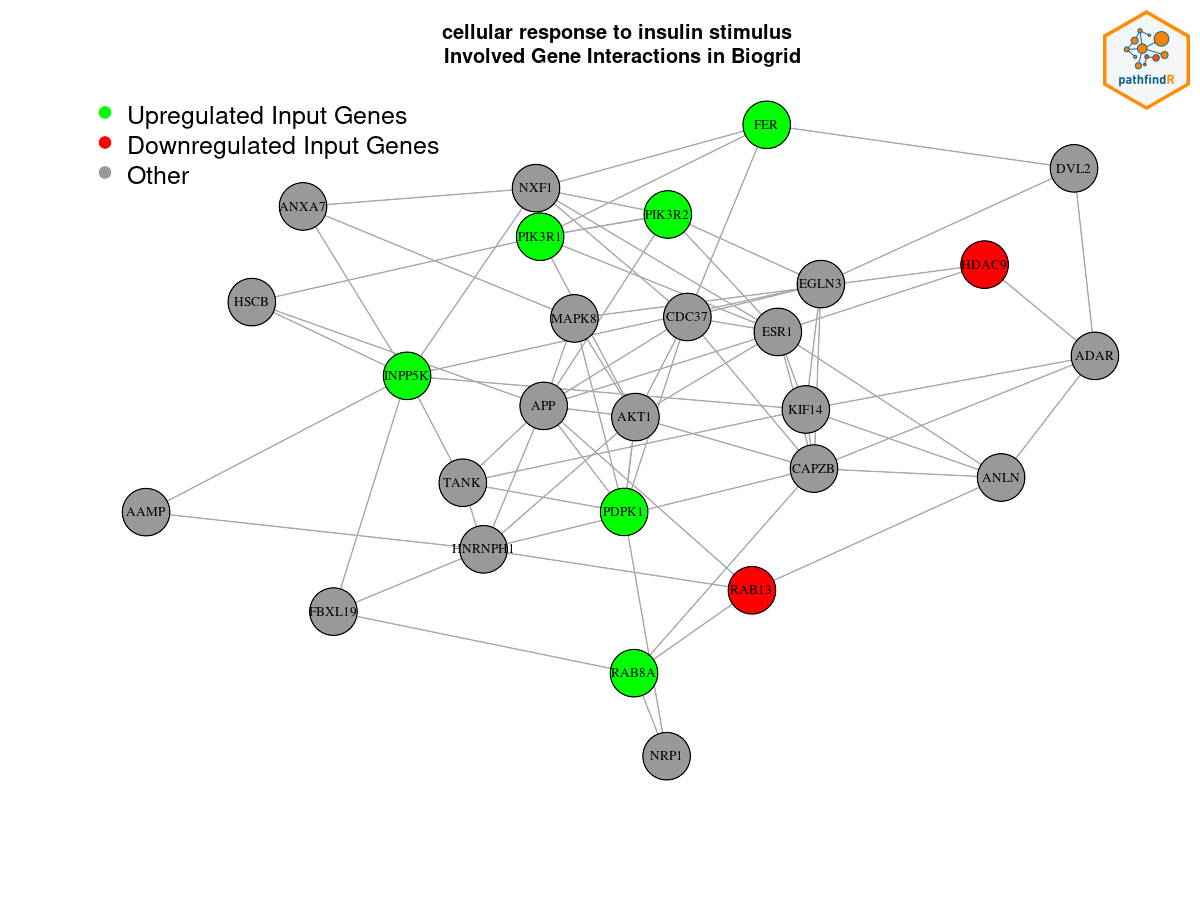 cellular response to insulin stimulus
Involved Gene Interactions in Biogrid
pathfindR
Upregulated Input Genes
Downregulated Input Genes
Other
FER
DVL2
NXF1
ANXA7
PIK3R2
PIK3R1
HDAC9
EGLN3
HSCB
MAPK8
CDC37
ESR1
ADAR
INPP5K
APP
AKT1
KIF14
CAPZB
ANLN
TANK
AAMP
PDPK1
HNRNPH1
RAB13
FBXL19
RAB8A
NRP1